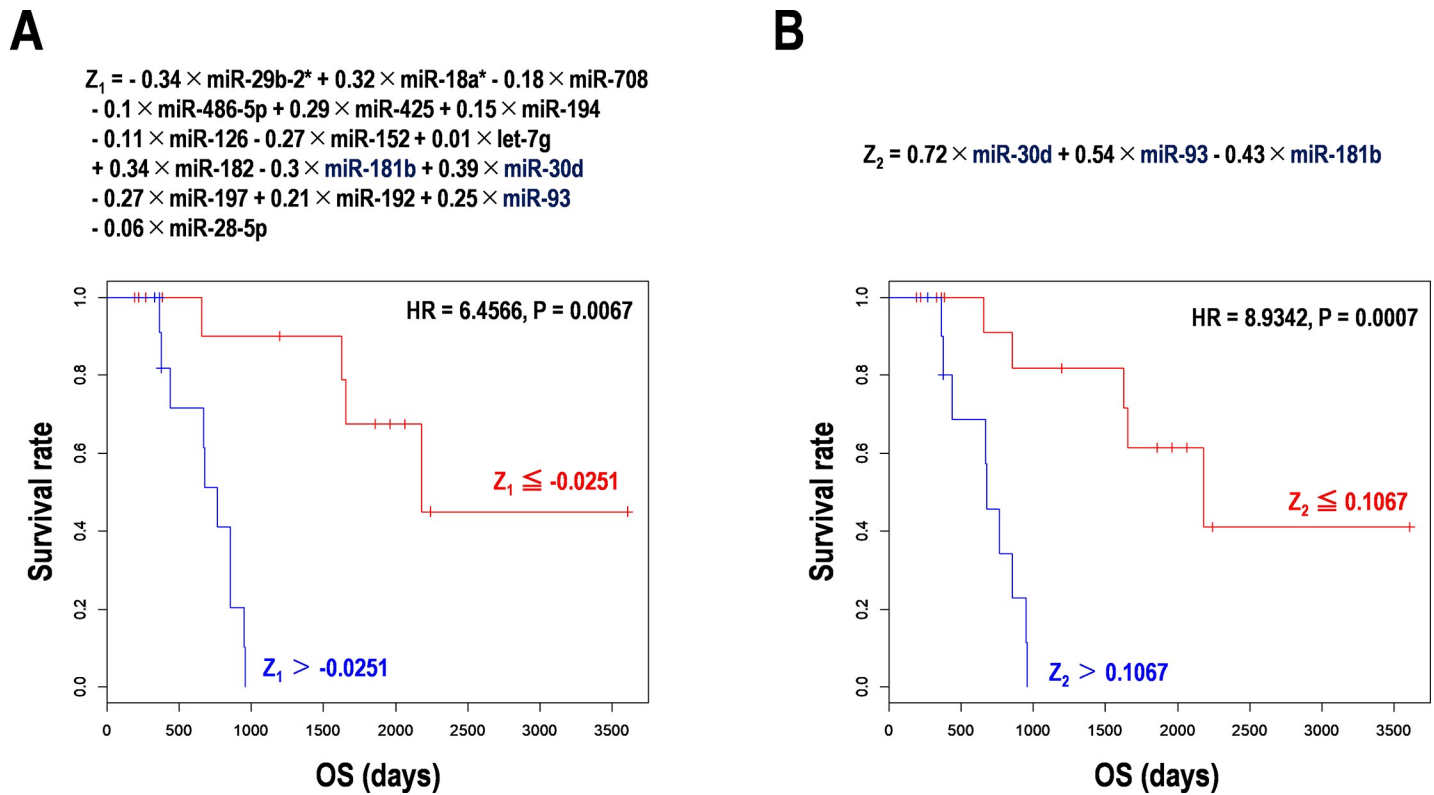 A
Z1 = - 0.34 × miR-29b-2* + 0.32 × miR-18a* - 0.18 × miR-708
- 0.1 × miR-486-5p + 0.29 × miR-425 + 0.15 × miR-194
- 0.11 × miR-126 - 0.27 × miR-152 + 0.01 × let-7g
+ 0.34 × miR-182 - 0.3 × miR-181b + 0.39 × miR-30d
- 0.27 × miR-197 + 0.21 × miR-192 + 0.25 × miR-93
- 0.06 × miR-28-5p
HR = 6.4566, P = 0.0067
Z1 ≦ -0.0251
Z1 > -0.0251
Survival rate
1.0
0.8
0.6
0.4
0.2
0.0
0 500 1000 1500 2000 2500 3000 3500
OS (days)
B
Z2 = 0.72 × miR-30d + 0.54 × miR-93 - 0.43 × miR-181b
HR = 8.9342, P = 0.0007
Z2 ≦ 0.1067
Z2 > 0.1067
Survival rate
1.0
0.8
0.6
0.4
0.2
0.0
0 500 1000 1500 2000 2500 3000 3500
OS (days)